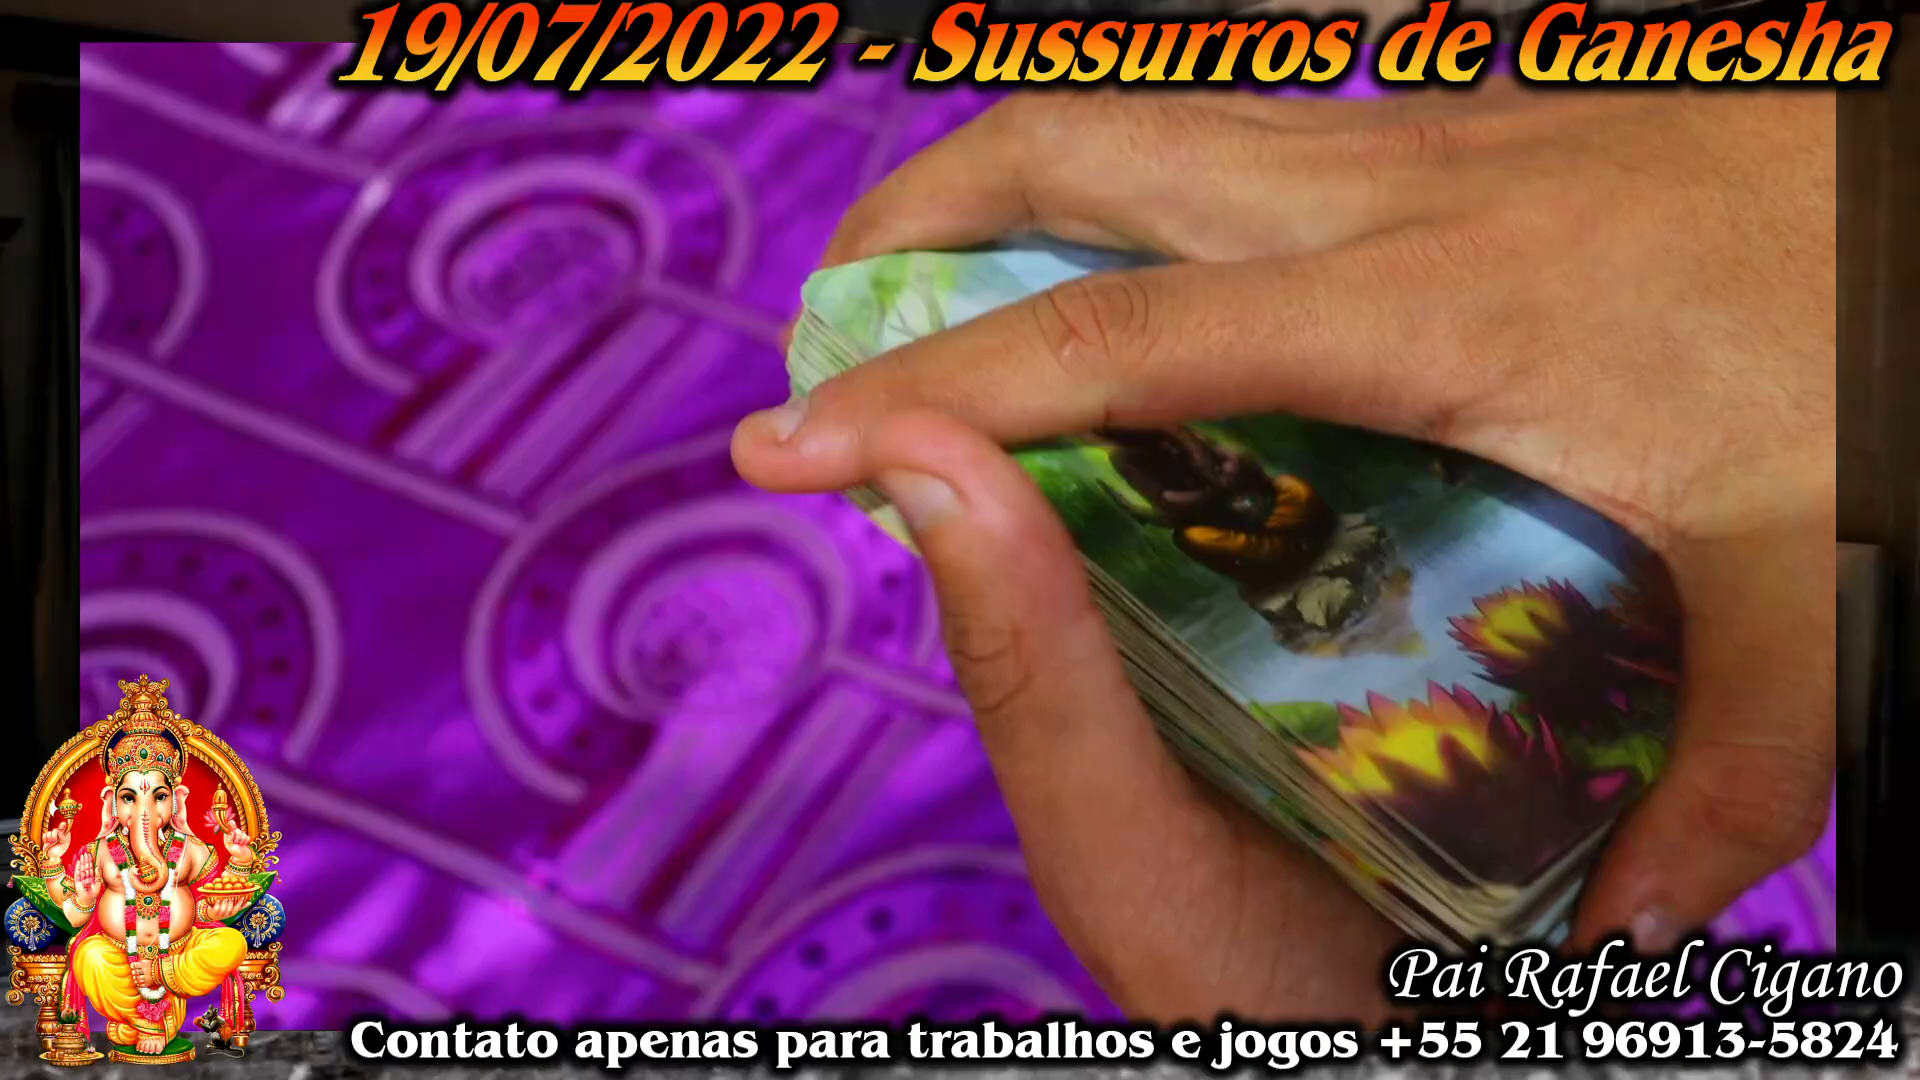 19/07/2022 - Sussurros de Ganesha
Pai Rafael Cigano
Contato apenas para trabalhos e jogos +55 21 96913-5824